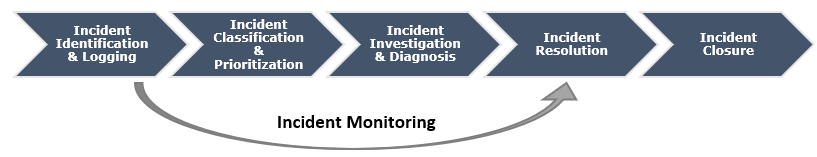 Incident
Identification
& Logging
Incident
Classification
&
Prioritization
Incident
Investigation
& Diagnosis
Incident
Resolution
Incident
Closure
Incident Monitoring